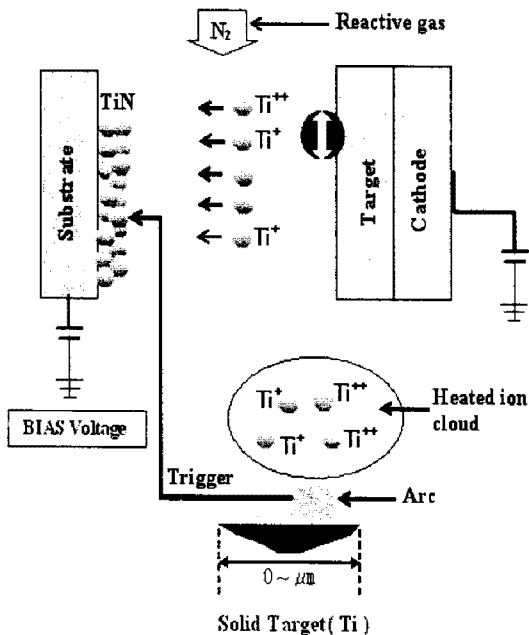 N₂
Reactive gas
TiN
Ti⁺⁺
Ti⁺
Ti⁺
Substrate
Target
Cathode
BIAS Voltage
Ti⁺
Ti⁺⁺
Ti⁺
Ti⁺⁺
Heated ion
cloud
Trigger
Arc
0 ~ μm
Solid Target( Ti )